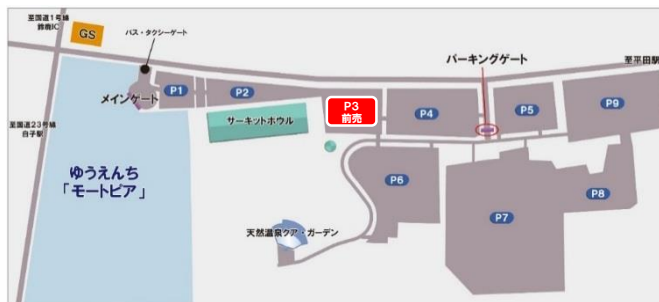 至国道1号線
鈴鹿IC
GS
バス・タクシーゲート
パーキングゲート
至平田駅
メインゲート
P1
P2
P3
前売
P4
P5
P9
サーキットボウル
至国道23号線
白子駅
ゆうえんち
「モートピア」
P6
P7
P8
天然温泉クア・ガーデン